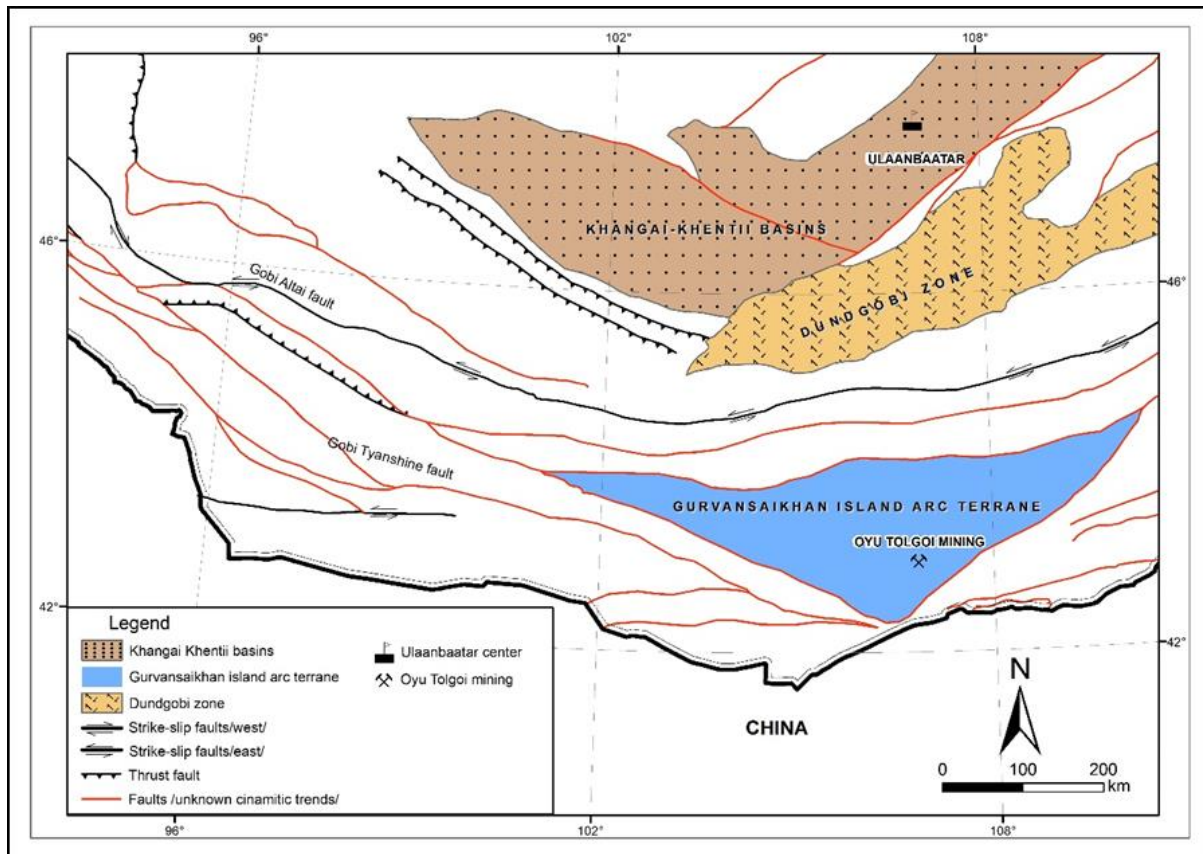 96°
102°
108°
ULAANBAATAR
KHANGAI-KHENTII BASINS
46°
46°
Gobi Altai fault
DUNDGOBI ZONE
Gobi Tyanshine fault
GURVANSAIKHAN ISLAND ARC TERRANE
OYU TOLGOI MINING
42°
42°
Legend
Khangai Khentii basins
Gurvansaikhan island arc terrane
Dundgobi zone
Strike-slip faults/west/
Strike-slip faults/east/
Thrust fault
Faults /unknown cinamitic trends/
Ulaanbaatar center
Oyu Tolgoi mining
CHINA
N
0 100 200
km
96°
102°
108°